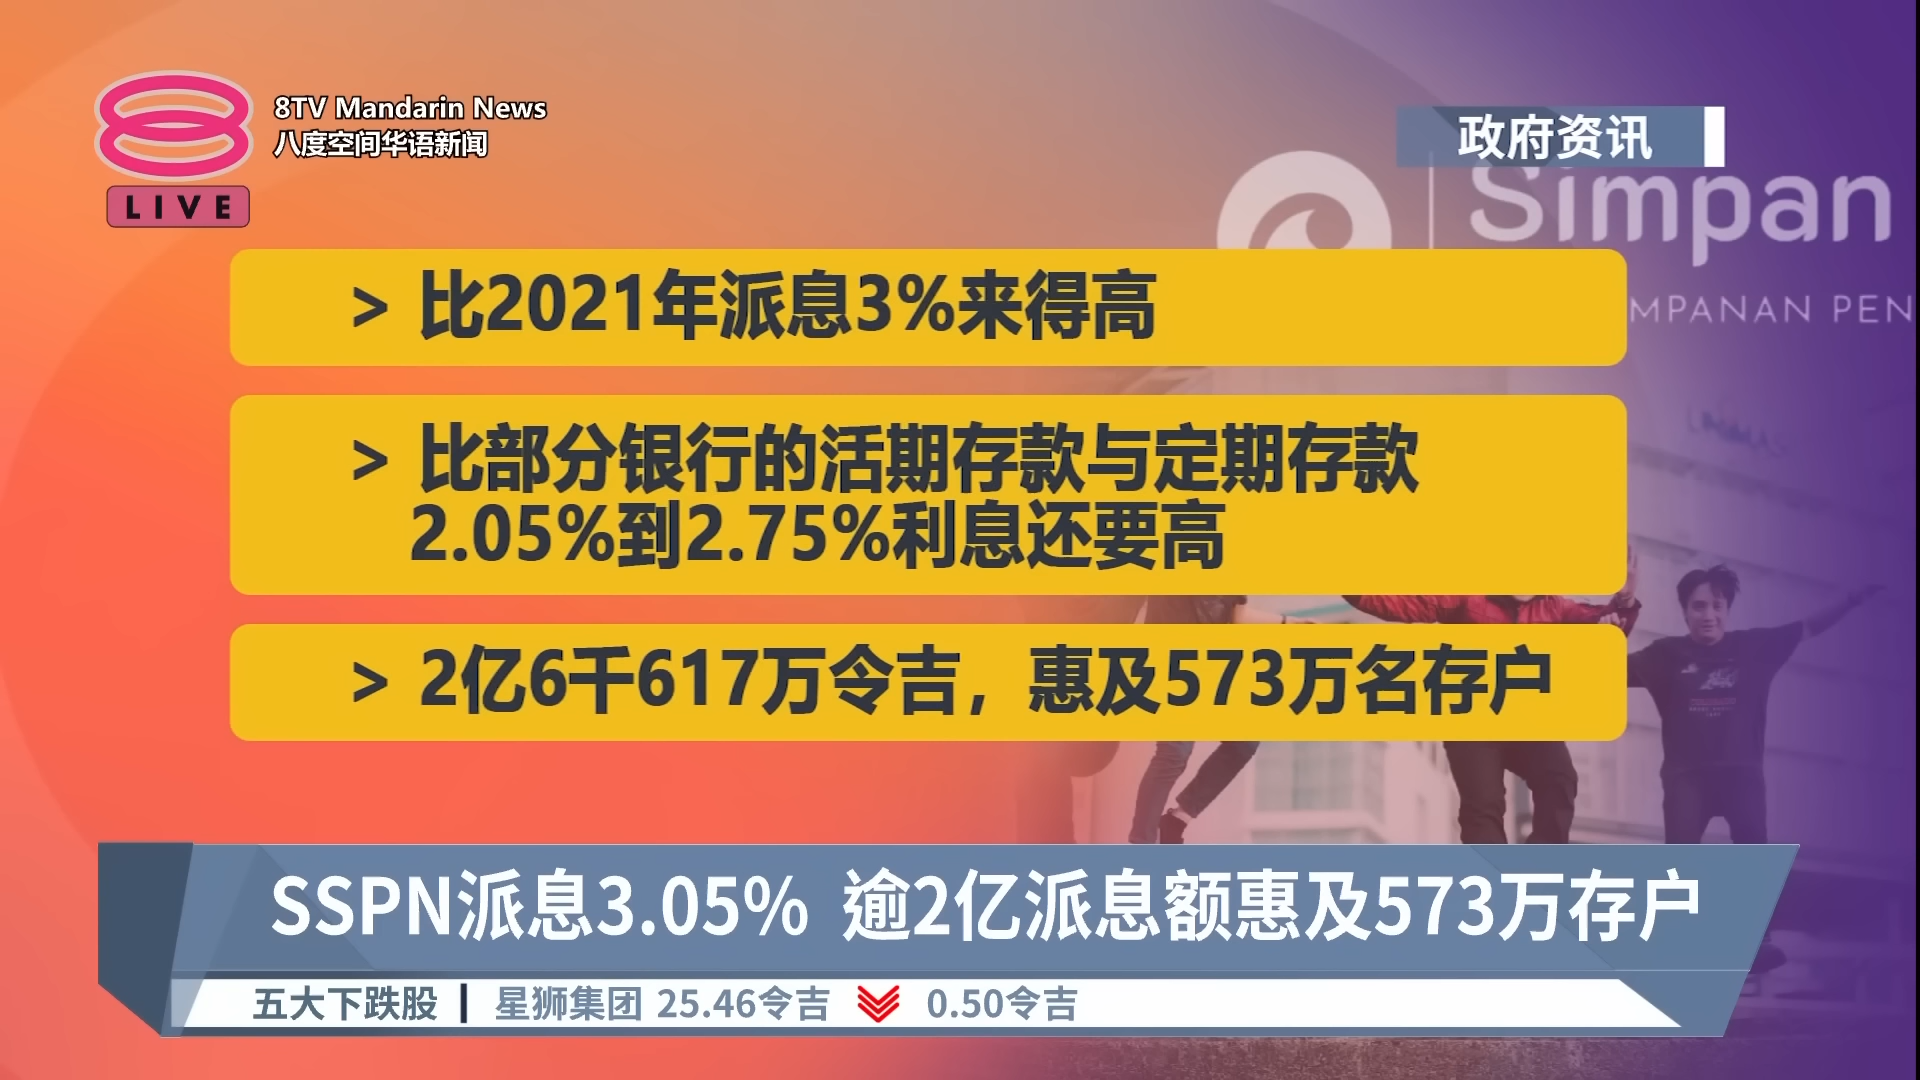 8TV Mandarin News
八度空间华语新闻
LIVE
政府资讯
Simpan
MPANAN PEN
> 比2021年派息3%来得高
> 比部分银行的活期存款与定期存款
2.05%到2.75%利息还要高
> 2亿6千617万令吉，惠及573万名存户
SSPN派息3.05% 逾2亿派息额惠及573万存户
五大下跌股 | 星狮集团 25.46令吉 0.50令吉